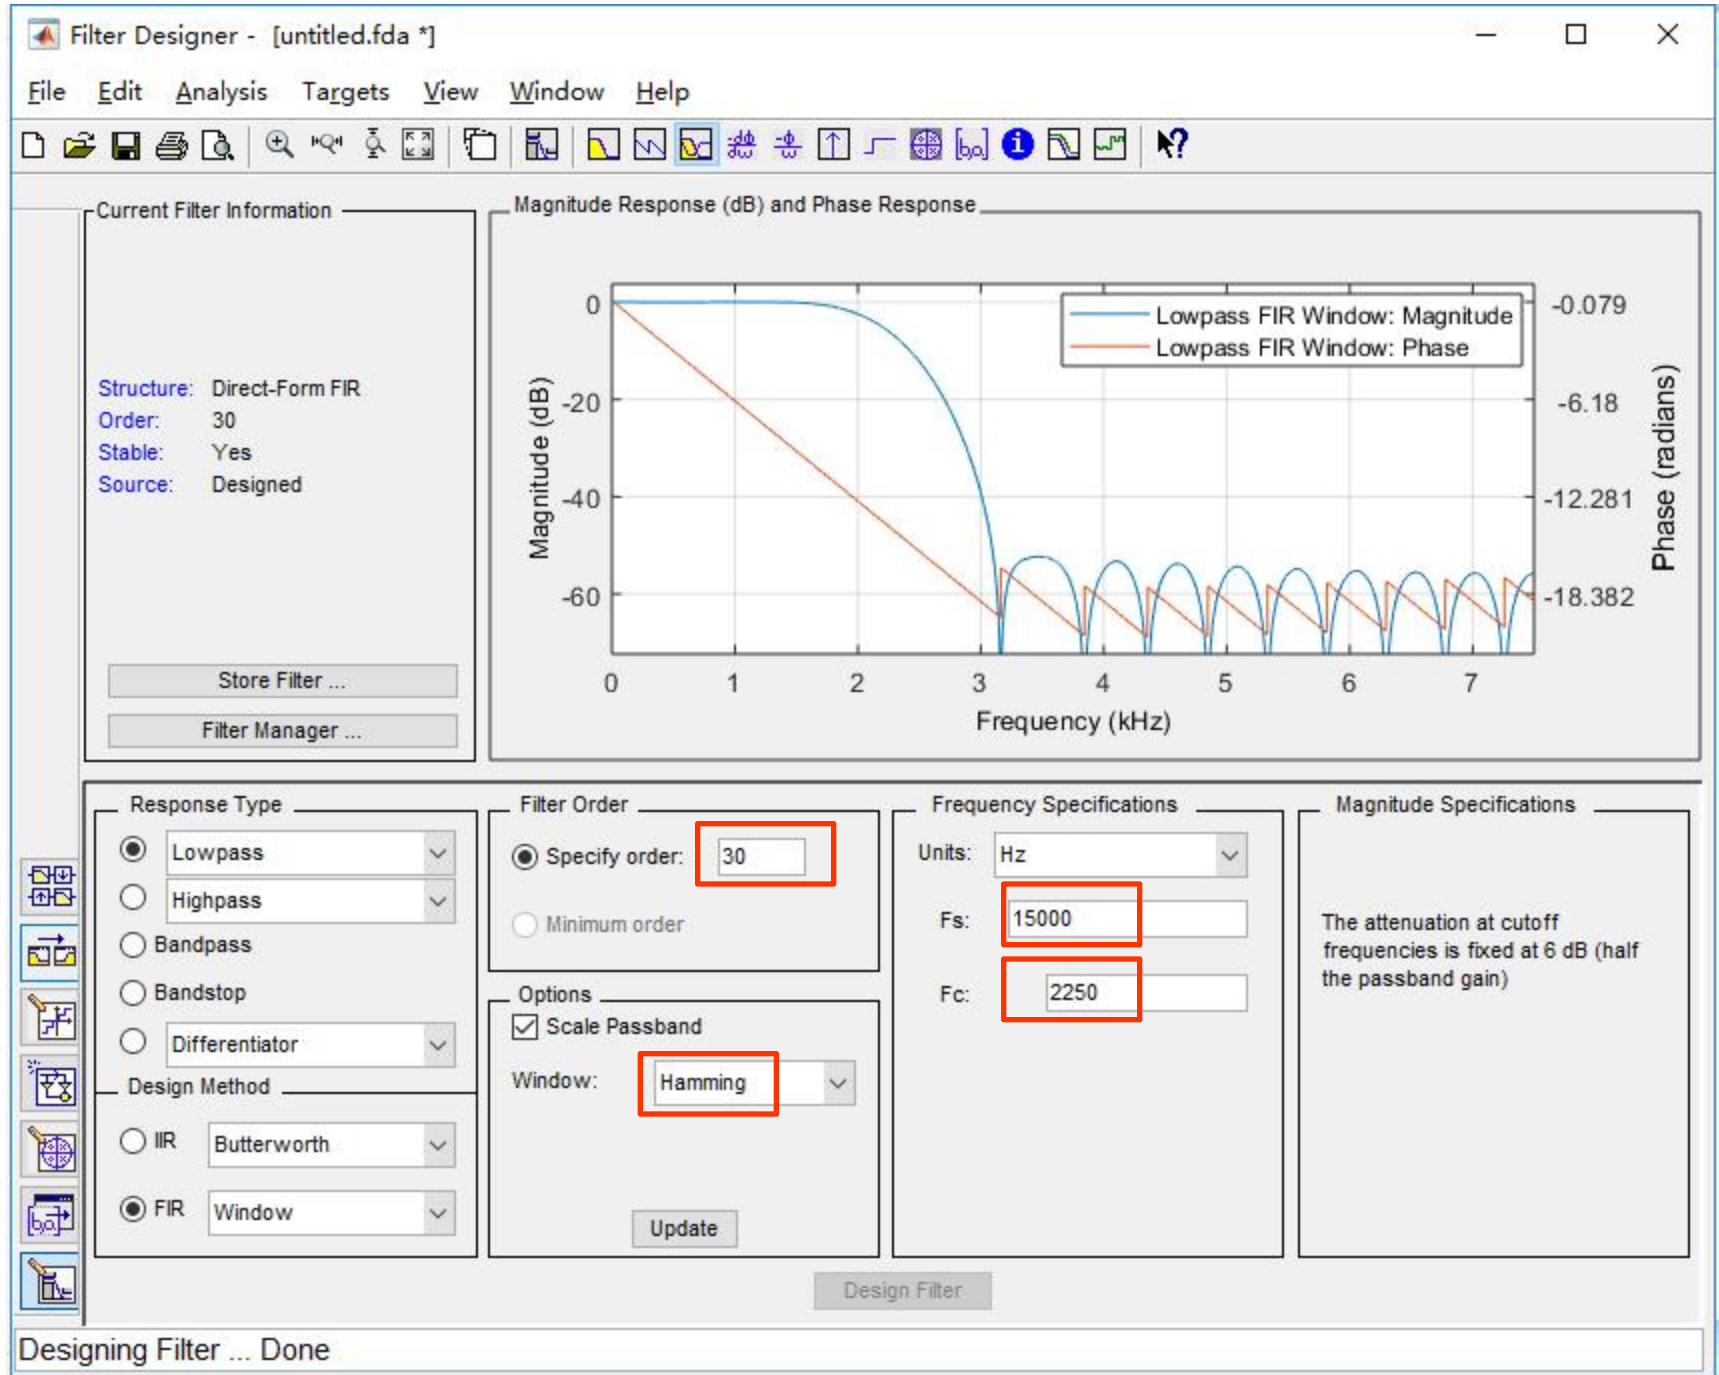 Filter Designer - [untitled.fda *]
File Edit Analysis Targets View Window Help
Current Filter Information
Structure: Direct-Form FIR
Order: 30
Stable: Yes
Source: Designed
Store Filter ...
Filter Manager ...
Magnitude Response (dB) and Phase Response
Lowpass FIR Window: Magnitude
Lowpass FIR Window: Phase
Magnitude (dB)
0
-20
-40
-60
-0.079
-6.18
-12.281
-18.382
Phase (radians)
0 1 2 3 4 5 6 7
Frequency (kHz)
Response Type
Lowpass
Highpass
Bandpass
Bandstop
Differentiator
Design Method
IIR Butterworth
FIR Window
Filter Order
Specify order: 30
Minimum order
Options
Scale Passband
Window: Hamming
Update
Frequency Specifications
Units: Hz
Fs: 15000
Fc: 2250
Magnitude Specifications
The attenuation at cutoff
frequencies is fixed at 6 dB (half
the passband gain)
Design Filter
Designing Filter ... Done